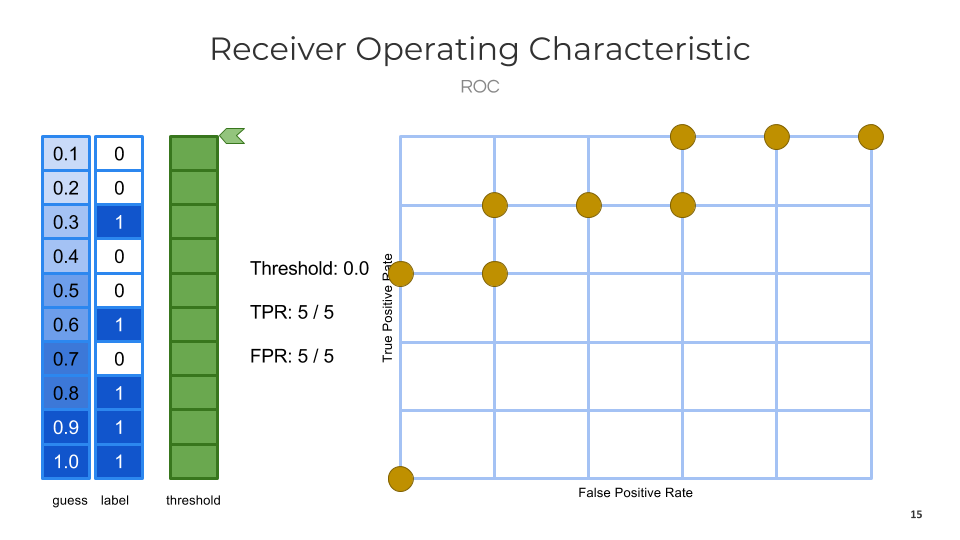 Receiver Operating Characteristic
ROC
0.1 0
0.2 0
0.3 1
0.4 0
0.5 0
0.6 1
0.7 0
0.8 1
0.9 1
1.0 1
guess label threshold
Threshold: 0.0
TPR: 5 / 5
FPR: 5 / 5
True Positive Rate
False Positive Rate
15